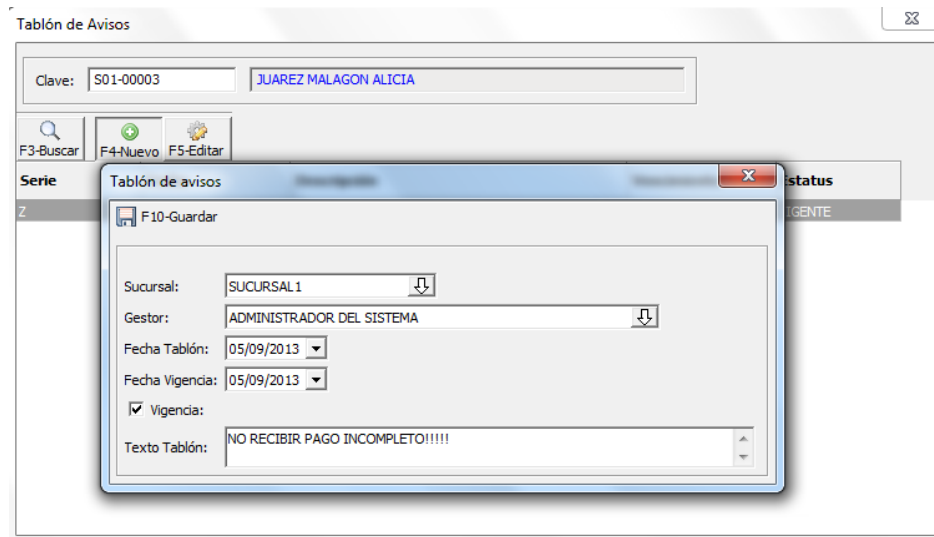 Tablón de Avisos
Clave: S01-00003 JUAREZ MALAGON ALICIA
F3-Buscar F4-Nuevo F5-Editar
Serie Estatus
Tablón de avisos
Z IGENTE
F10-Guardar
Sucursal: SUCURSAL1
Gestor: ADMINISTRADOR DEL SISTEMA
Fecha Tablón: 05/09/2013
Fecha Vigencia: 05/09/2013
Vigencia:
Texto Tablón: NO RECIBIR PAGO INCOMPLETO!!!!!